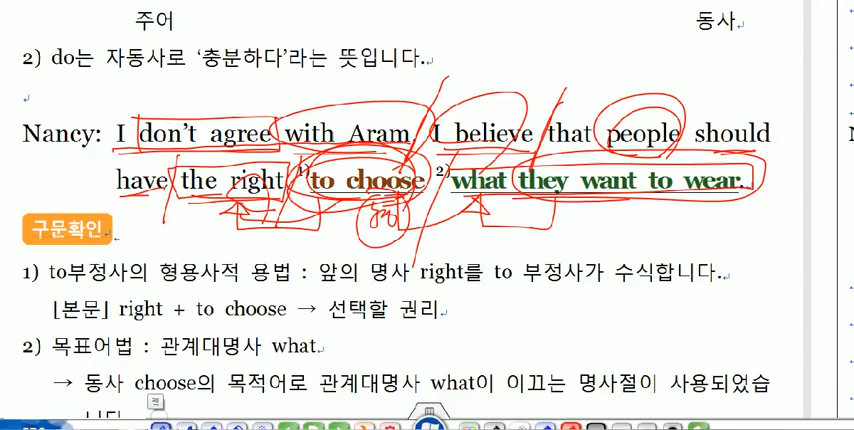 주어 동사
2) do는 자동사로 ‘충분하다’라는 뜻입니다.
Nancy: I don’t agree with Aram. I believe that people should
have the right 1) to choose 2) what they want to wear.
구문확인
1) to부정사의 형용사적 용법 : 앞의 명사 right를 to 부정사가 수식합니다.
[본문] right + to choose → 선택할 권리
2) 목표어법 : 관계대명사 what
→ 동사 choose의 목적어로 관계대명사 what이 이끄는 명사절이 사용되었습
니다